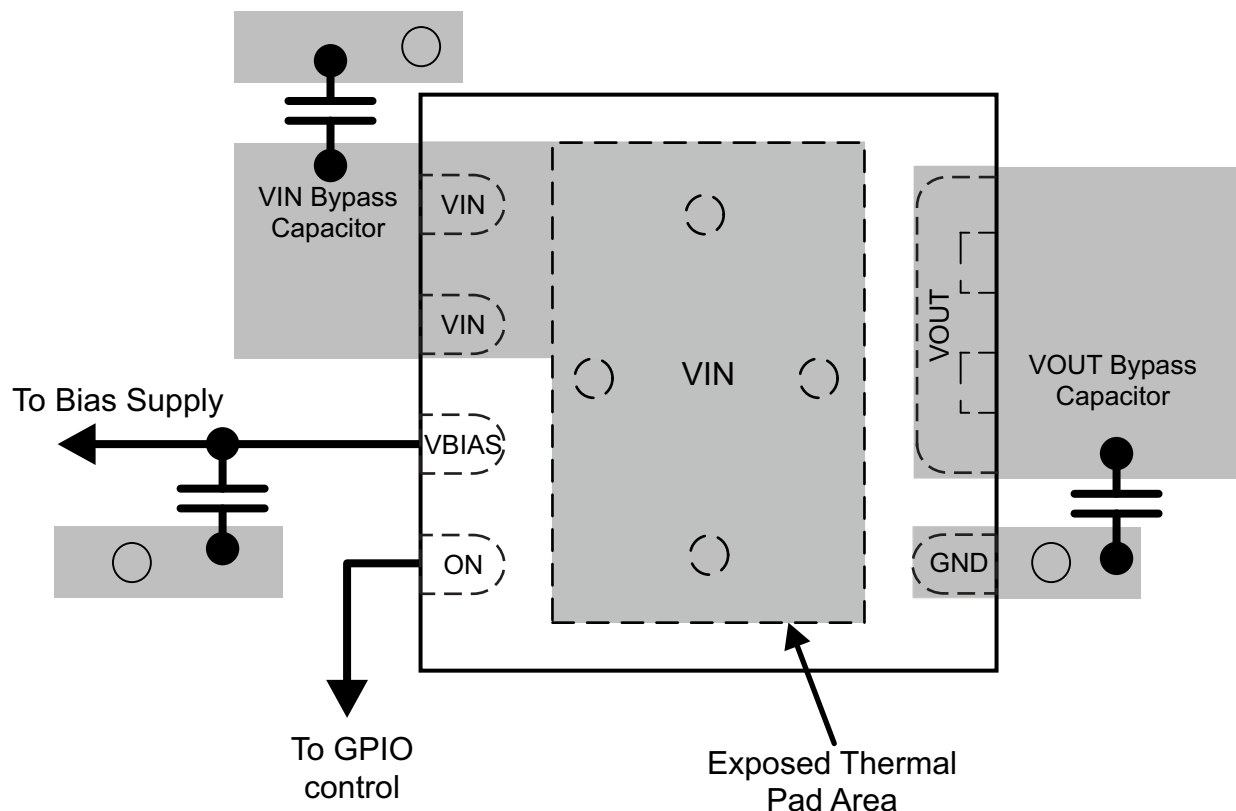 VIN Bypass
Capacitor
VIN
VIN
VIN
VOUT
VOUT Bypass
Capacitor
To Bias Supply
VBIAS
ON
GND
To GPIO
control
Exposed Thermal
Pad Area